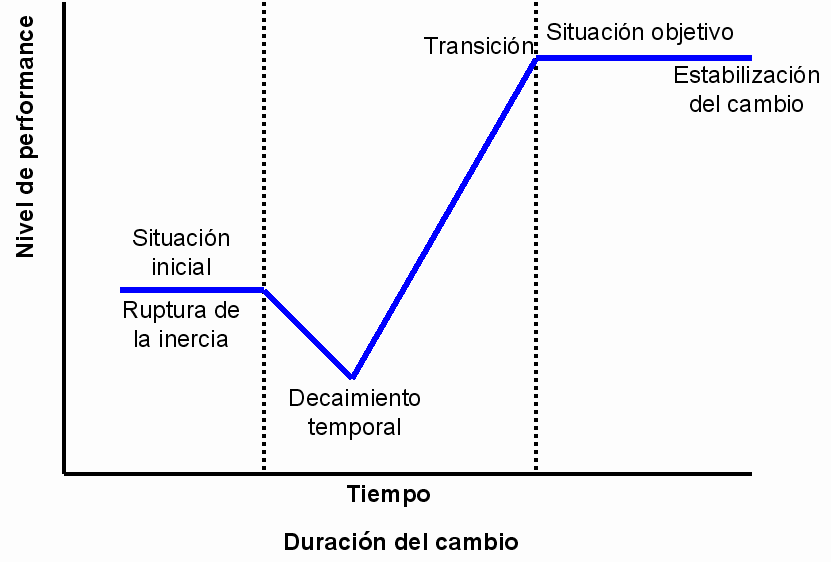 Nivel de performance
Transición
Situación objetivo
Estabilización
del cambio
Situación
inicial
Ruptura de
la inercia
Decaimiento
temporal
Tiempo
Duración del cambio